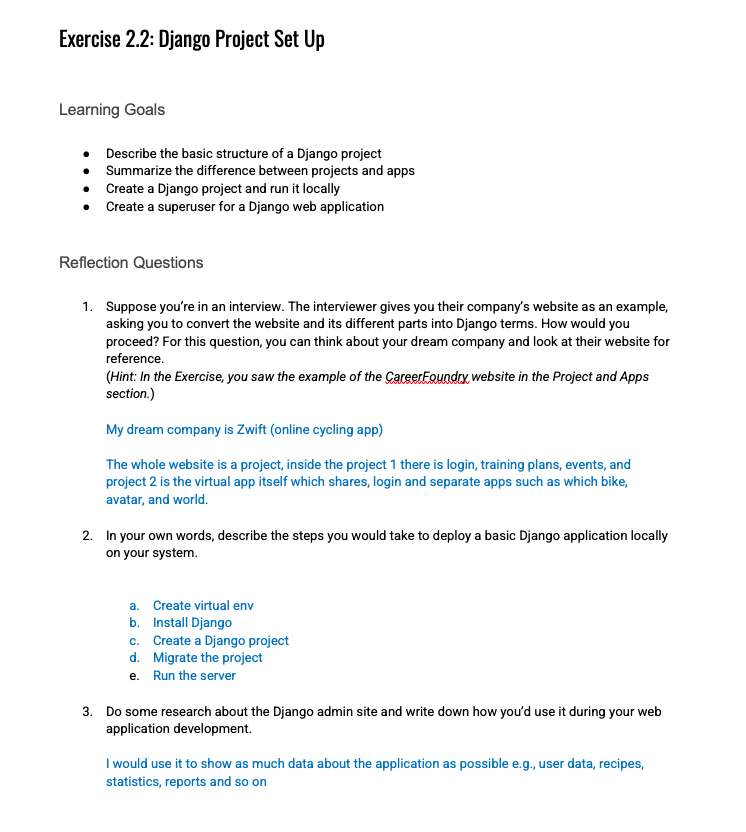 Exercise 2.2: Django Project Set Up
Learning Goals
● Describe the basic structure of a Django project
● Summarize the difference between projects and apps
● Create a Django project and run it locally
● Create a superuser for a Django web application
Reflection Questions
1. Suppose you're in an interview. The interviewer gives you their company's website as an example,
asking you to convert the website and its different parts into Django terms. How would you
proceed? For this question, you can think about your dream company and look at their website for
reference.
(Hint: In the Exercise, you saw the example of the CareerFoundry website in the Project and Apps
section.)
My dream company is Zwift (online cycling app)
The whole website is a project, inside the project 1 there is login, training plans, events, and
project 2 is the virtual app itself which shares, login and separate apps such as which bike,
avatar, and world.
2. In your own words, describe the steps you would take to deploy a basic Django application locally
on your system.
a. Create virtual env
b. Install Django
c. Create a Django project
d. Migrate the project
e. Run the server
3. Do some research about the Django admin site and write down how you'd use it during your web
application development.
I would use it to show as much data about the application as possible e.g., user data, recipes,
statistics, reports and so on